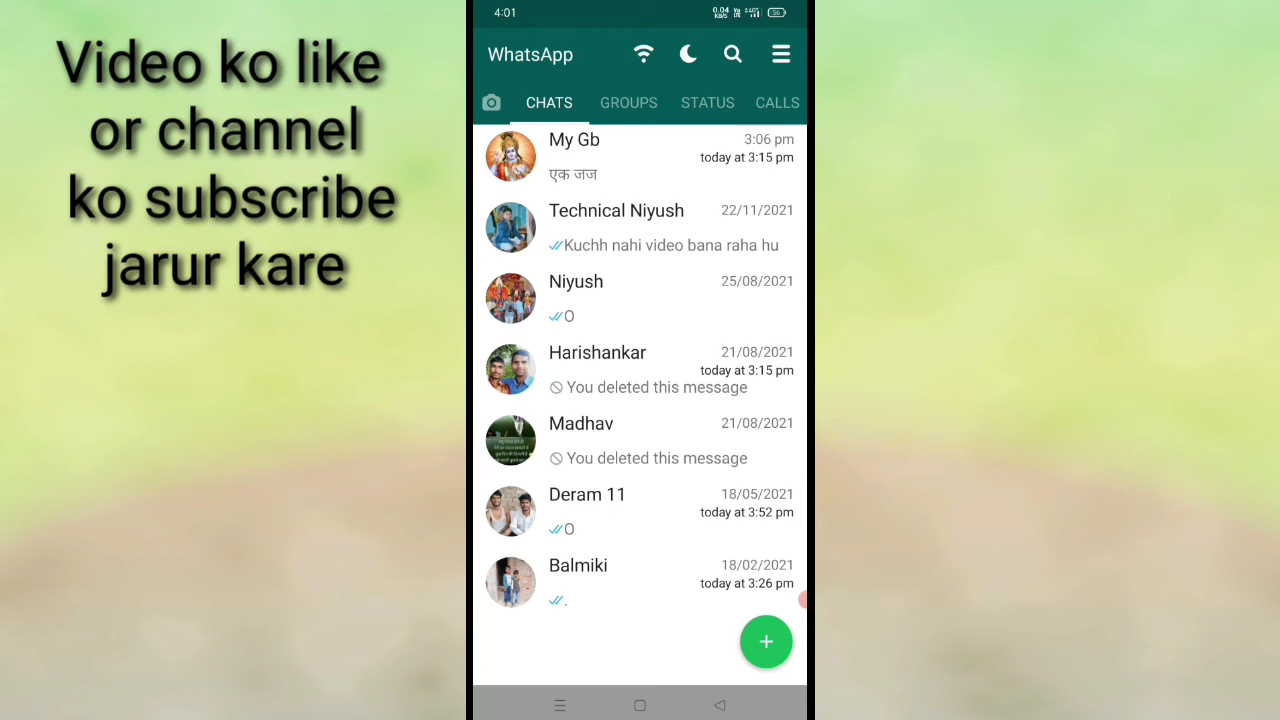 Video ko like
or channel
ko subscribe
jarur kare
4:01
0.04 KB/S
56
WhatsApp
CHATS GROUPS STATUS CALLS
My Gb 3:06 pm
today at 3:15 pm
एक जज
Technical Niyush 22/11/2021
Kuchh nahi video bana raha hu
Niyush 25/08/2021
O
Harishankar 21/08/2021
today at 3:15 pm
You deleted this message
Madhav 21/08/2021
You deleted this message
Deram 11 18/05/2021
today at 3:52 pm
O
Balmiki 18/02/2021
today at 3:26 pm
.